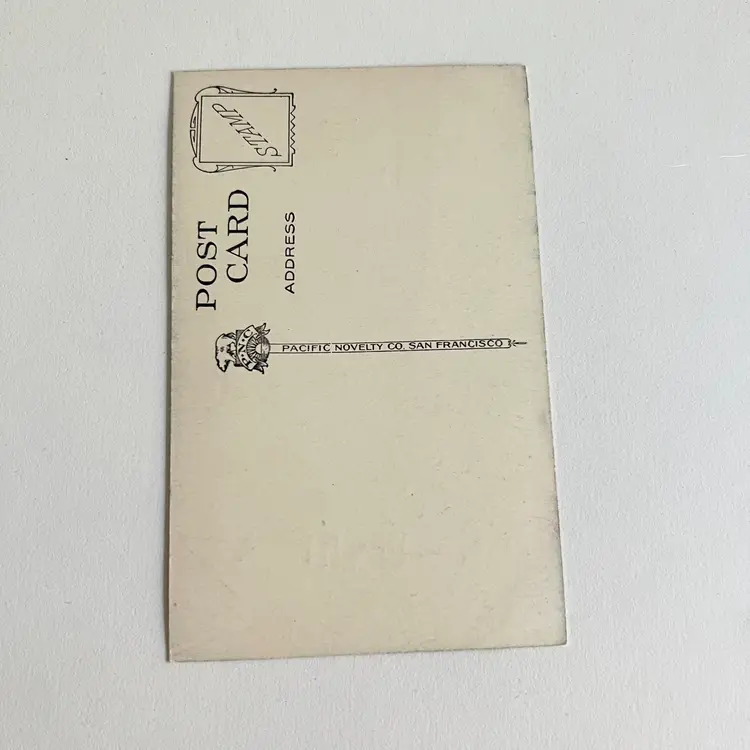 STAMP
POST
CARD
ADDRESS
P.N.C.
PACIFIC NOVELTY CO. SAN FRANCISCO